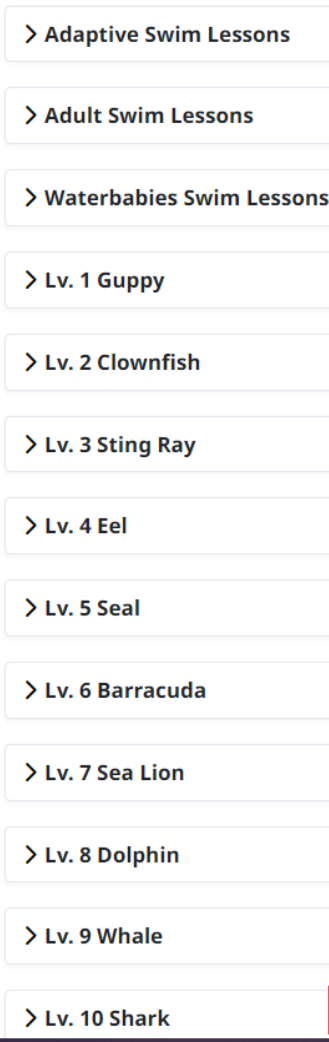 Adaptive Swim Lessons
Adult Swim Lessons
Waterbabies Swim Lessons
Lv. 1 Guppy
Lv. 2 Clownfish
Lv. 3 Sting Ray
Lv. 4 Eel
Lv. 5 Seal
Lv. 6 Barracuda
Lv. 7 Sea Lion
Lv. 8 Dolphin
Lv. 9 Whale
Lv. 10 Shark